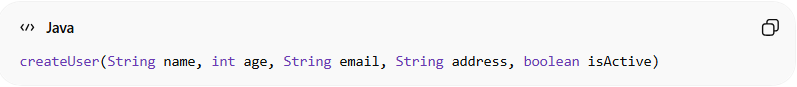 </> Java
createUser(String name, int age, String email, String address, boolean isActive)